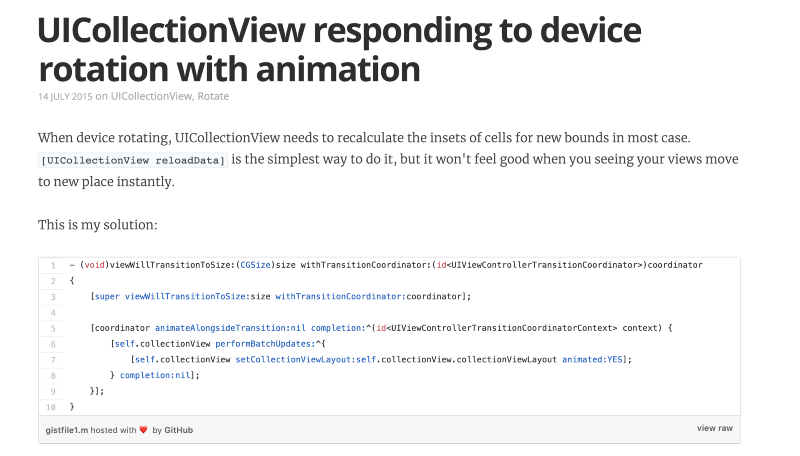 UICollectionView responding to device
rotation with animation
14 JULY 2015 on UICollectionView, Rotate
When device rotating, UICollectionView needs to recalculate the insets of cells for new bounds in most case.
[UICollectionView reloadData] is the simplest way to do it, but it won't feel good when you seeing your views move
to new place instantly.
This is my solution:
1 - (void)viewWillTransitionToSize:(CGSize)size withTransitionCoordinator:(id<UIViewControllerTransitionCoordinator>)coordinator
2 {
3     [super viewWillTransitionToSize:size withTransitionCoordinator:coordinator];
4
5     [coordinator animateAlongsideTransition:nil completion:^(id<UIViewControllerTransitionCoordinatorContext> context) {
6         [self.collectionView performBatchUpdates:^{
7             [self.collectionView setCollectionViewLayout:self.collectionView.collectionViewLayout animated:YES];
8         } completion:nil];
9     }];
10 }
gistfile1.m hosted with ❤ by GitHub view raw